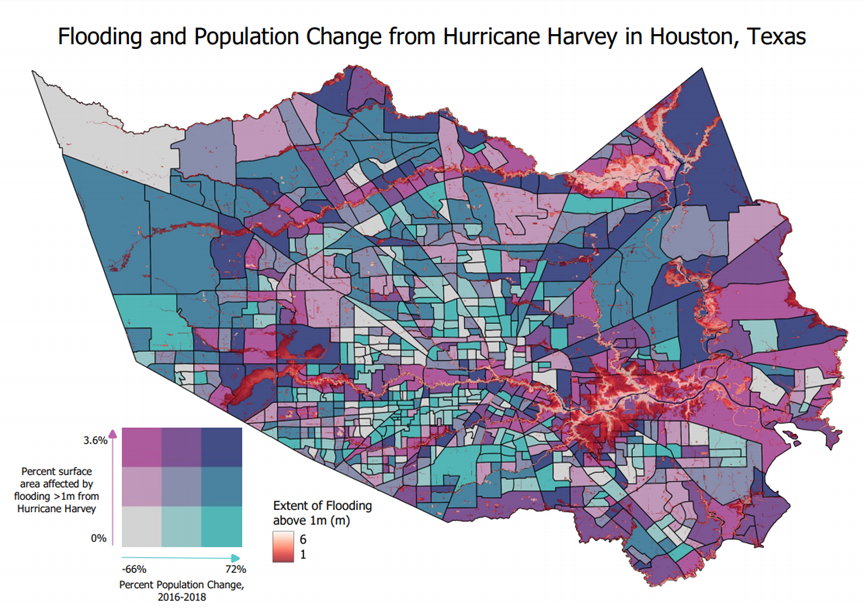 Flooding and Population Change from Hurricane Harvey in Houston, Texas
3.6%
Percent surface
area affected by
flooding >1m from
Hurricane Harvey
0%
-66%
72%
Percent Population Change,
2016-2018
Extent of Flooding
above 1m (m)
6
1